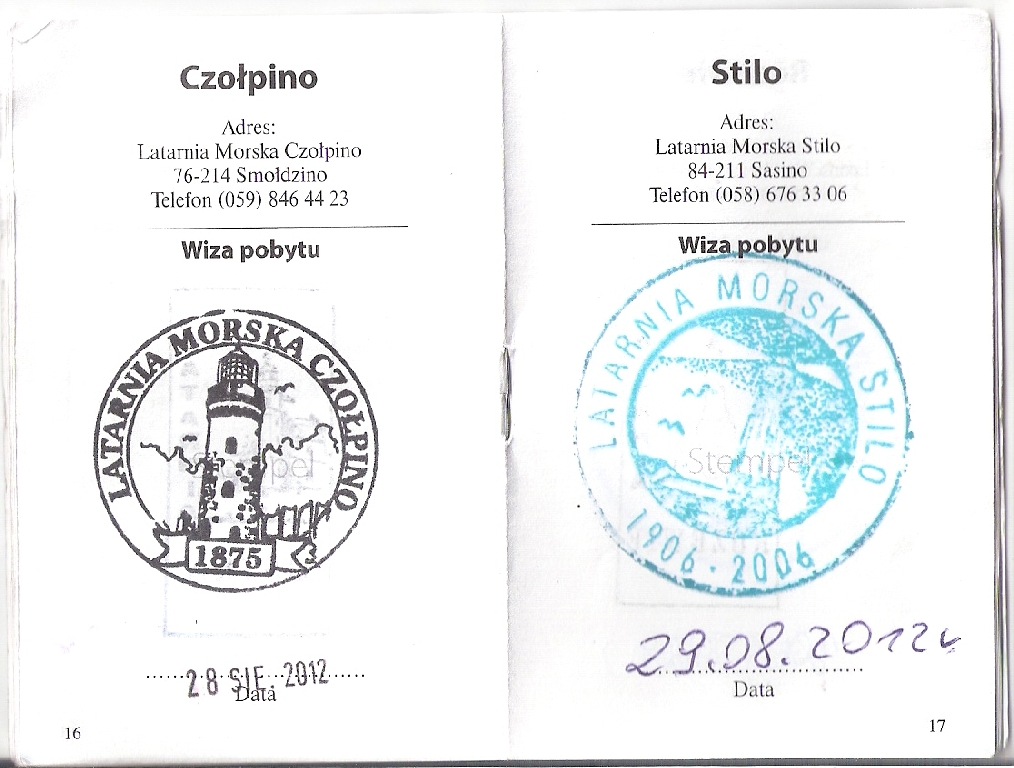 Czołpino
Adres:
Latarnia Morska Czołpino
76-214 Smołdzino
Telefon (059) 846 44 23
Wiza pobytu
LATARNIA MORSKA CZOŁPINO
Stempel
1875
28 SIE 2012
Data
16
Stilo
Adres:
Latarnia Morska Stilo
84-211 Sasino
Telefon (058) 676 33 06
Wiza pobytu
LATARNIA MORSKA STILO
Stempel
1906 - 2006
29.08.2012r
Data
17